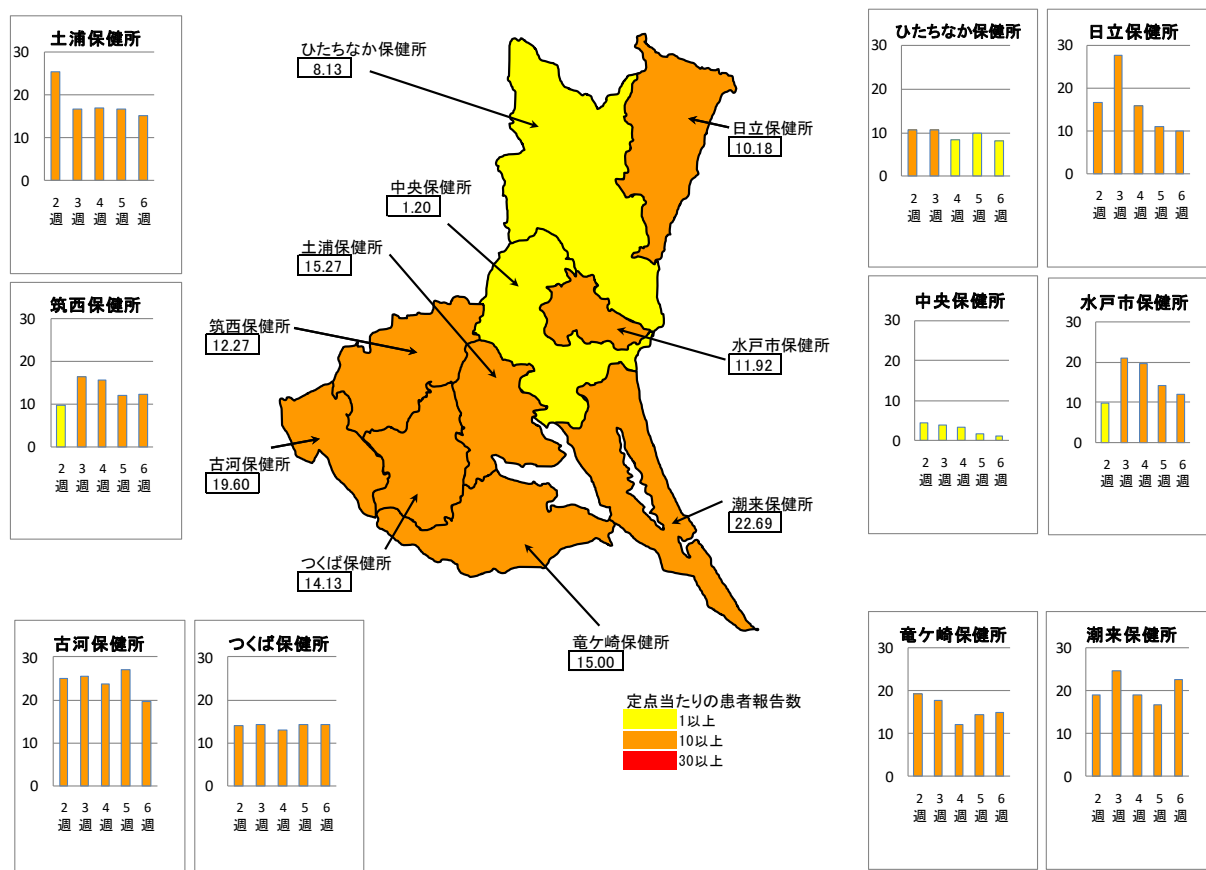 土浦保健所
30
20
10
0
2 3 4 5 6
週 週 週 週 週
筑西保健所
30
20
10
0
2 3 4 5 6
週 週 週 週 週
古河保健所
30
20
10
0
2 3 4 5 6
週 週 週 週 週
つくば保健所
30
20
10
0
2 3 4 5 6
週 週 週 週 週
ひたちなか保健所
8.13
日立保健所
10.18
中央保健所
1.20
土浦保健所
15.27
筑西保健所
12.27
水戸市保健所
11.92
古河保健所
19.60
潮来保健所
22.69
つくば保健所
14.13
竜ケ崎保健所
15.00
定点当たりの患者報告数
1以上
10以上
30以上
ひたちなか保健所
30
20
10
0
2 3 4 5 6
週 週 週 週 週
日立保健所
30
20
10
0
2 3 4 5 6
週 週 週 週 週
中央保健所
30
20
10
0
2 3 4 5 6
週 週 週 週 週
水戸市保健所
30
20
10
0
2 3 4 5 6
週 週 週 週 週
竜ケ崎保健所
30
20
10
0
2 3 4 5 6
週 週 週 週 週
潮来保健所
30
20
10
0
2 3 4 5 6
週 週 週 週 週